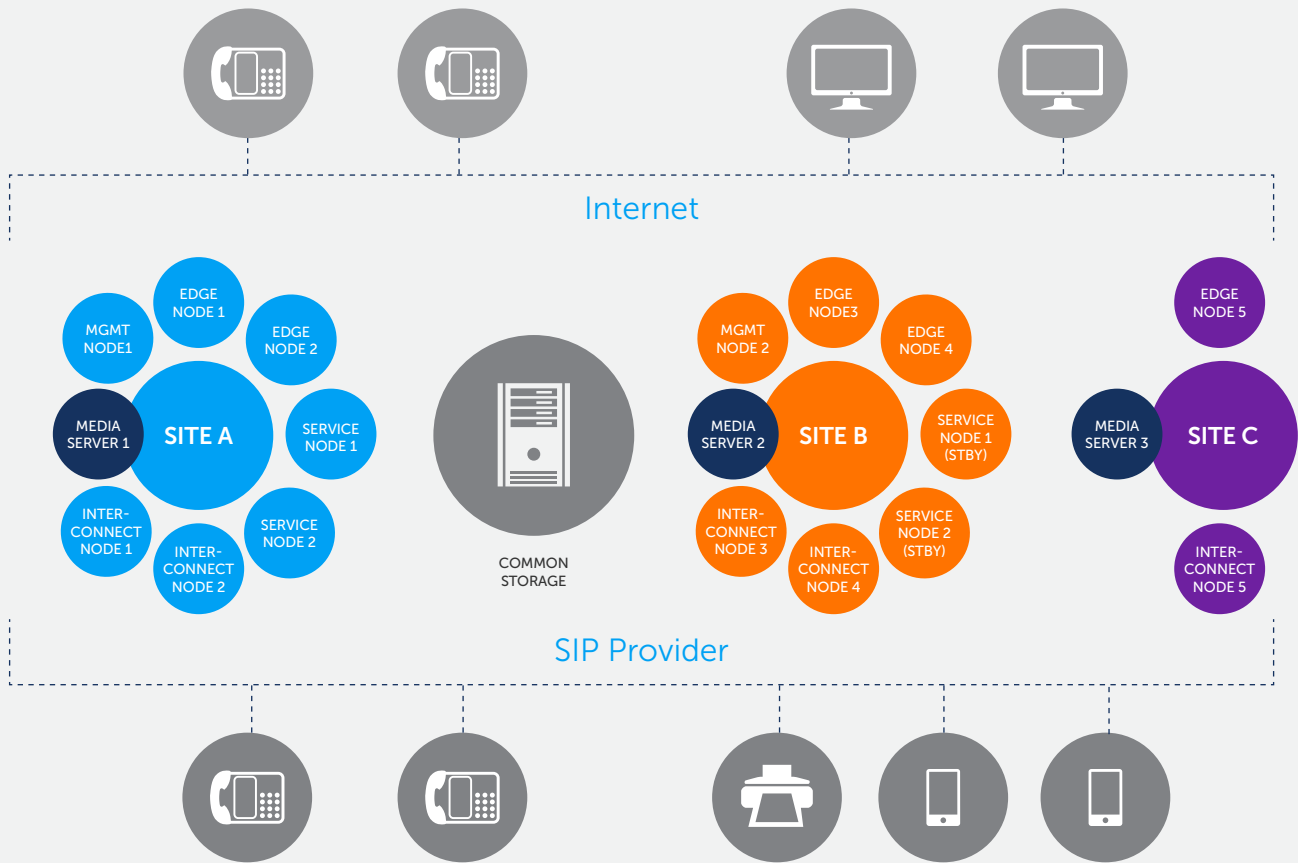 Internet
EDGE
NODE 1
MGMT
NODE1
EDGE
NODE 2
MEDIA
SERVER 1
SITE A
SERVICE
NODE 1
INTER-
CONNECT
NODE 1
INTER-
CONNECT
NODE 2
SERVICE
NODE 2
COMMON
STORAGE
EDGE
NODE3
MGMT
NODE 2
EDGE
NODE 4
MEDIA
SERVER 2
SITE B
SERVICE
NODE 1
(STBY)
INTER-
CONNECT
NODE 3
INTER-
CONNECT
NODE 4
SERVICE
NODE 2
(STBY)
EDGE
NODE 5
MEDIA
SERVER 3
SITE C
INTER-
CONNECT
NODE 5
SIP Provider